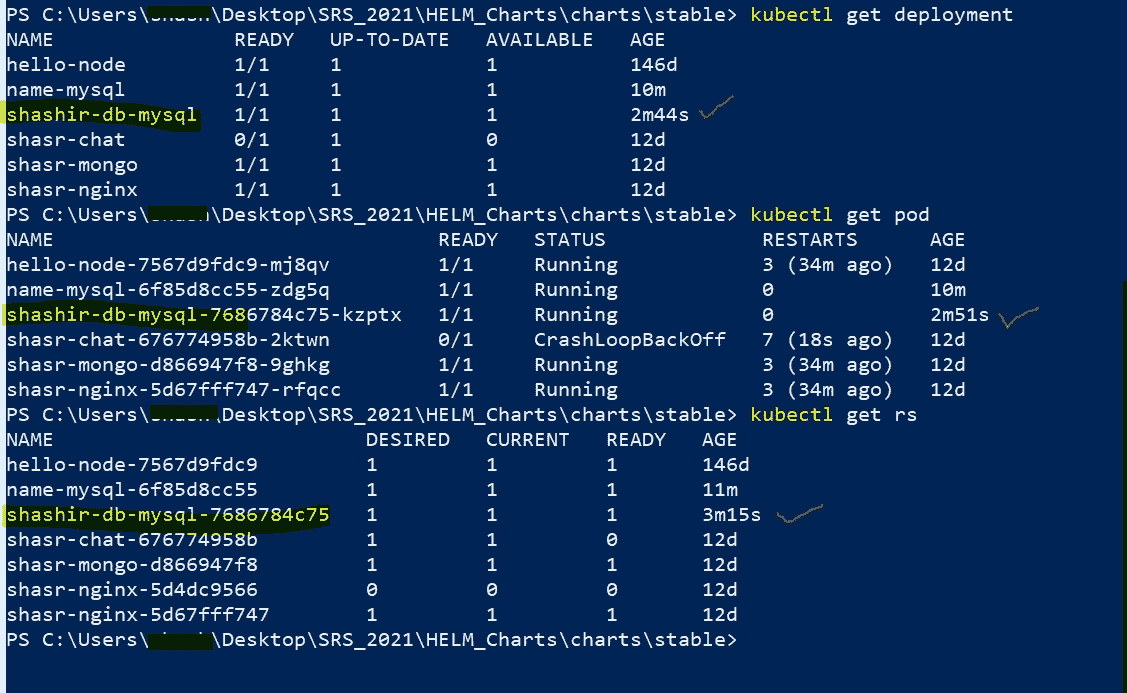 PS C:\Users\ \Desktop\SRS_2021\HELM_Charts\charts\stable> kubectl get deployment
NAME READY UP-TO-DATE AVAILABLE AGE
hello-node 1/1 1 1 146d
name-mysql 1/1 1 1 10m
shashir-db-mysql 1/1 1 1 2m44s
shasr-chat 0/1 1 0 12d
shasr-mongo 1/1 1 1 12d
shasr-nginx 1/1 1 1 12d
PS C:\Users\ \Desktop\SRS_2021\HELM_Charts\charts\stable> kubectl get pod
NAME READY STATUS RESTARTS AGE
hello-node-7567d9fdc9-mj8qv 1/1 Running 3 (34m ago) 12d
name-mysql-6f85d8cc55-zdg5q 1/1 Running 0 10m
shashir-db-mysql-7686784c75-kzptx 1/1 Running 0 2m51s
shasr-chat-676774958b-2ktwn 0/1 CrashLoopBackOff 7 (18s ago) 12d
shasr-mongo-d866947f8-9ghkg 1/1 Running 3 (34m ago) 12d
shasr-nginx-5d67fff747-rfqcc 1/1 Running 3 (34m ago) 12d
PS C:\Users\ \Desktop\SRS_2021\HELM_Charts\charts\stable> kubectl get rs
NAME DESIRED CURRENT READY AGE
hello-node-7567d9fdc9 1 1 1 146d
name-mysql-6f85d8cc55 1 1 1 11m
shashir-db-mysql-7686784c75 1 1 1 3m15s
shasr-chat-676774958b 1 1 0 12d
shasr-mongo-d866947f8 1 1 1 12d
shasr-nginx-5d4dc9566 0 0 0 12d
shasr-nginx-5d67fff747 1 1 1 12d
PS C:\Users\ \Desktop\SRS_2021\HELM_Charts\charts\stable>